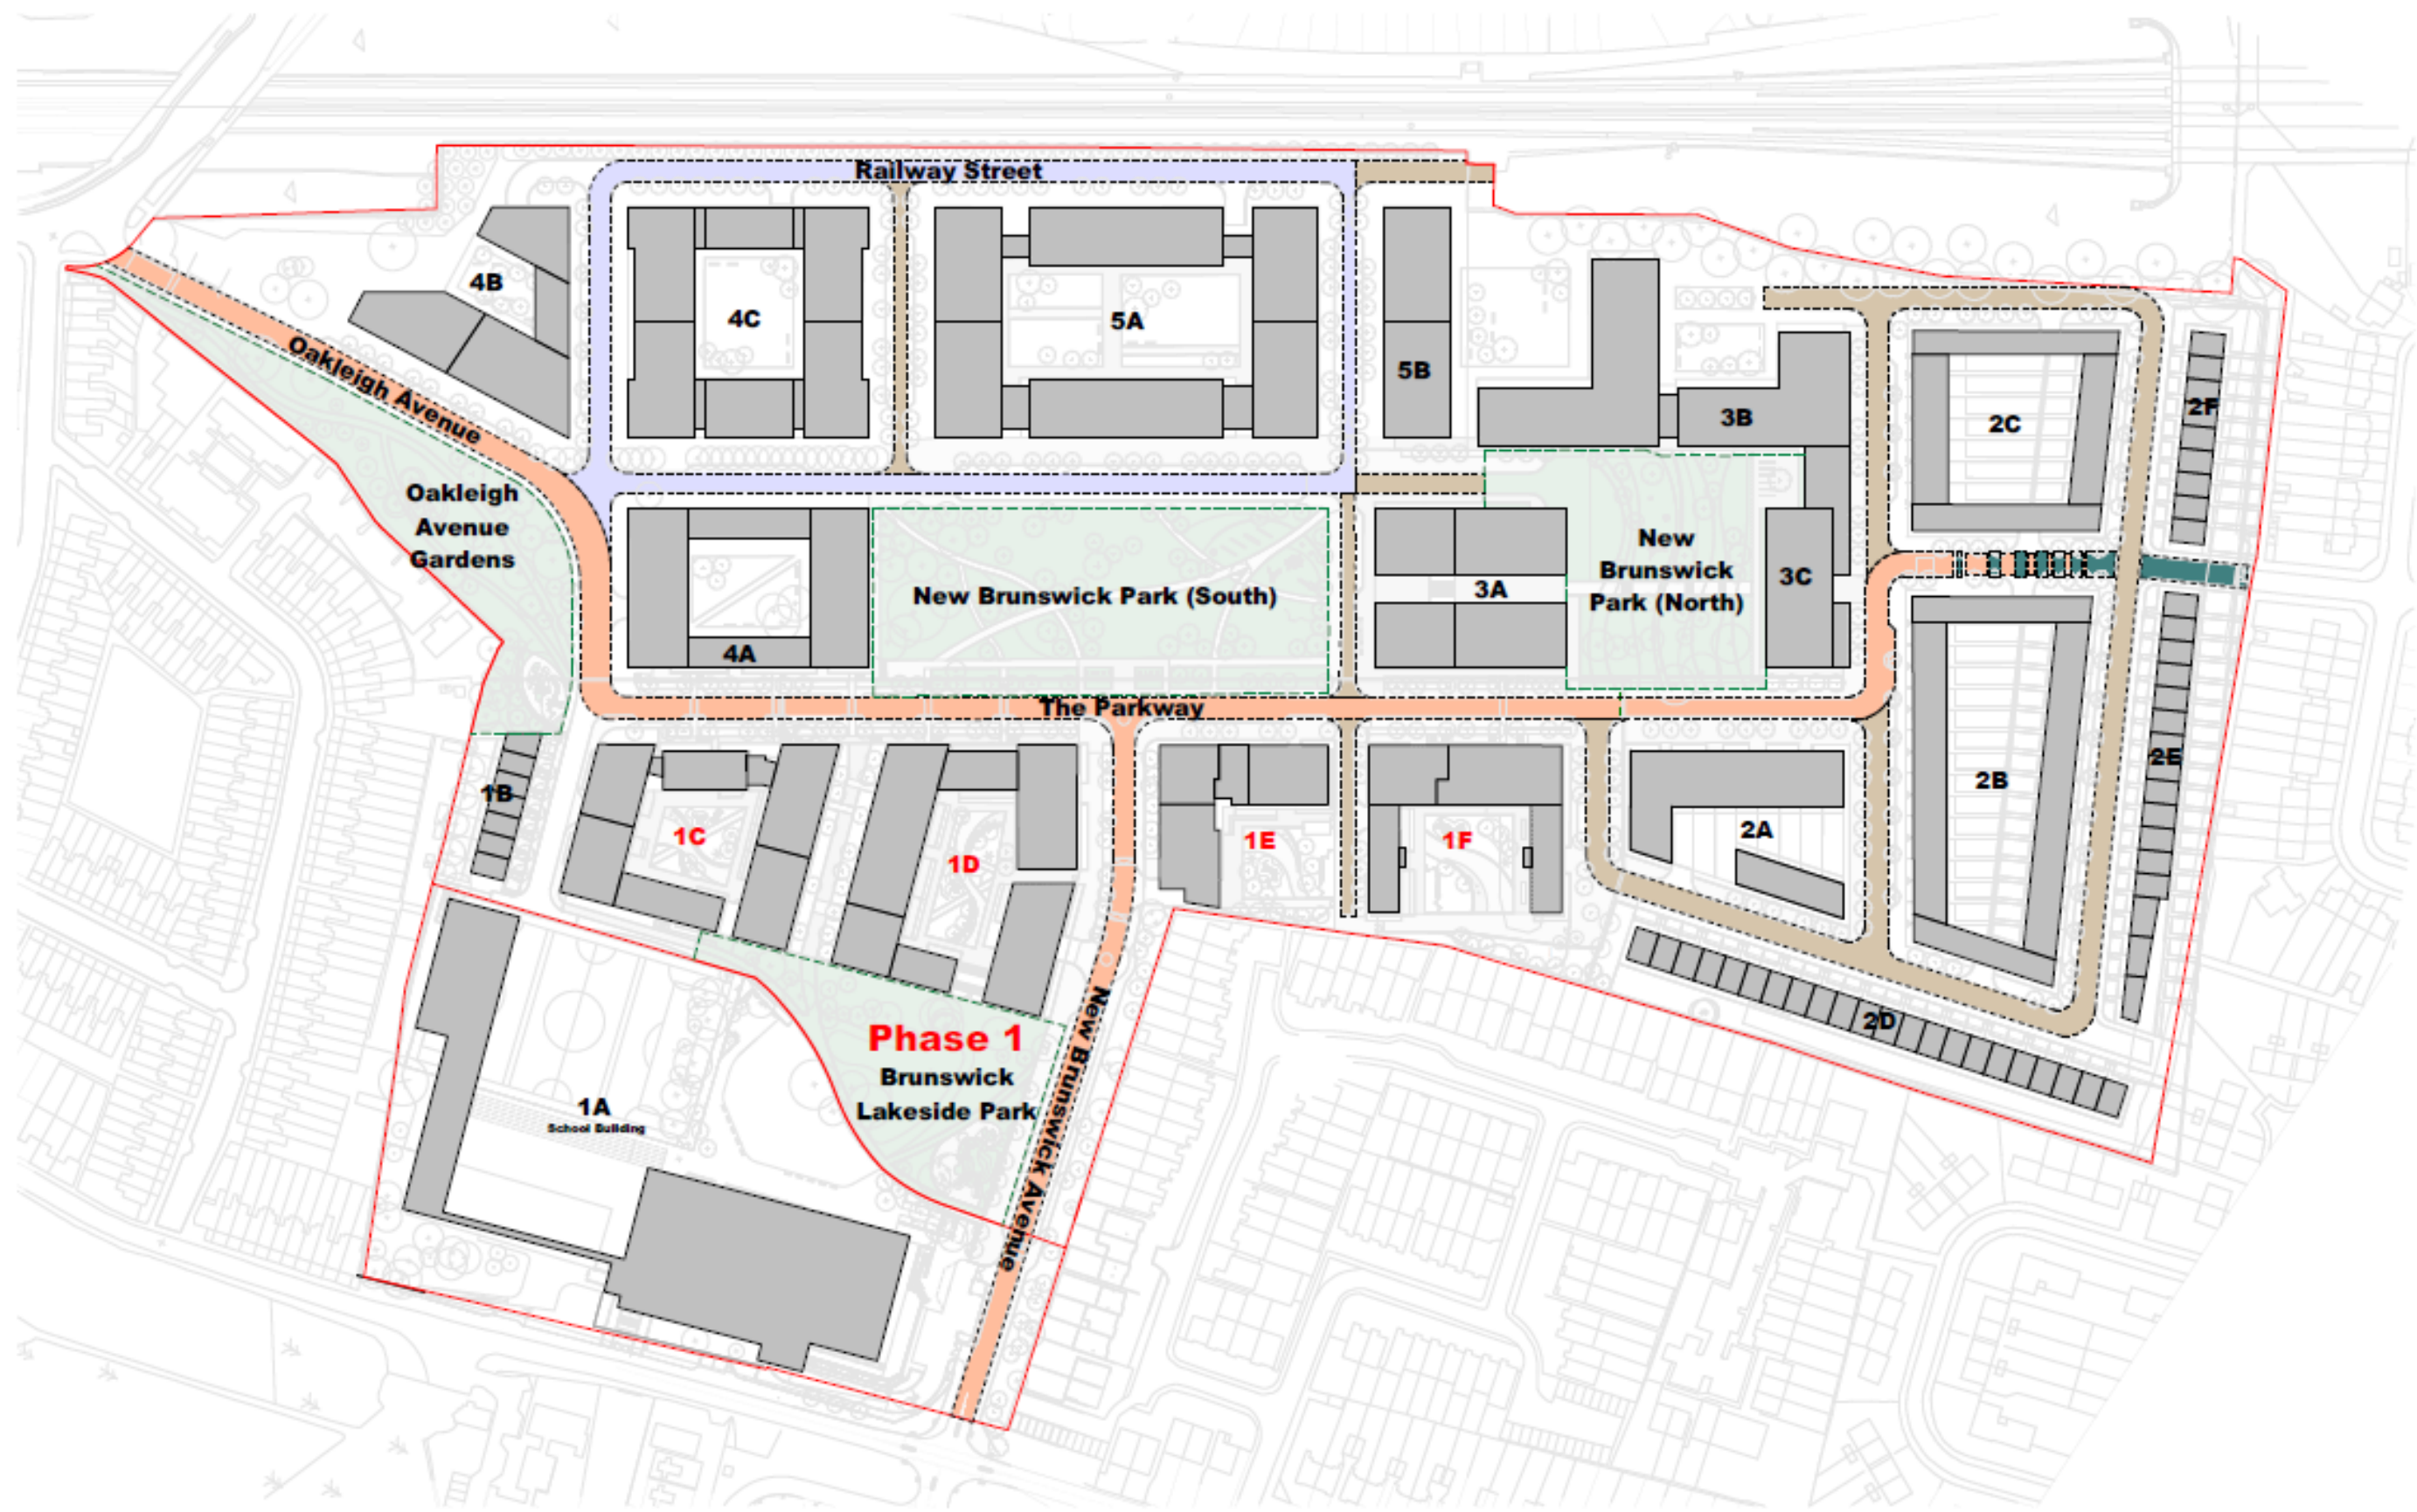 Railway Street
4B
4C
5A
5B
3B
2C
2F
Oakleigh Avenue
Oakleigh
Avenue
Gardens
New Brunswick Park (South)
4A
3A
New
Brunswick
Park (North)
3C
The Parkway
1B
1C
1D
1E
1F
2A
2B
2E
2D
Phase 1
Brunswick
Lakeside Park
New Brunswick Avenue
1A
School Building